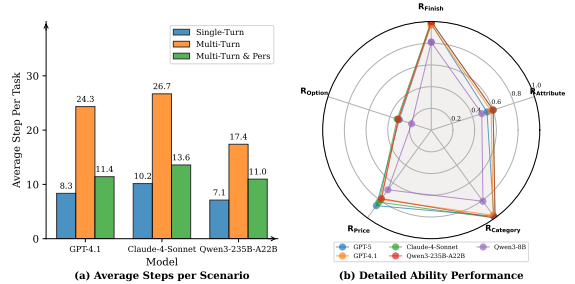 Single-Turn
Multi-Turn
Multi-Turn & Pers
Average Step Per Task
30
20
10
0
8.3
24.3
11.4
10.2
26.7
13.6
7.1
17.4
11.0
GPT-4.1
Claude-4-Sonnet
Qwen3-235B-A22B
Model
(a) Average Steps per Scenario
RFinish
RAttribute
ROption
RPrice
RCategory
0.2
0.4
0.6
0.8
1.0
GPT-5
GPT-4.1
Claude-4-Sonnet
Qwen3-235B-A22B
Qwen3-8B
(b) Detailed Ability Performance